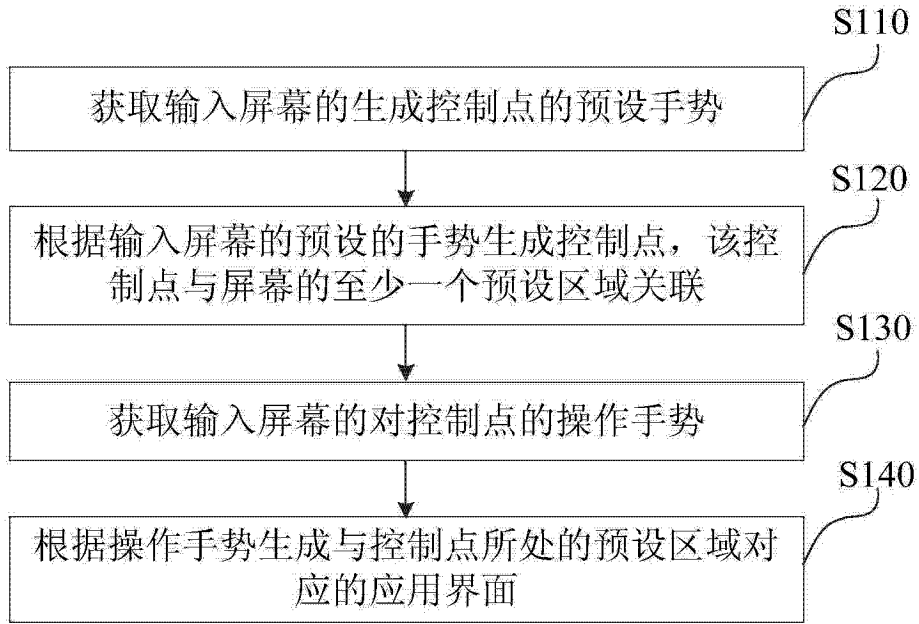 S110
获取输入屏幕的生成控制点的预设手势
S120
根据输入屏幕的预设的手势生成控制点，该控
制点与屏幕的至少一个预设区域关联
S130
获取输入屏幕的对控制点的操作手势
S140
根据操作手势生成与控制点所处的预设区域对
应的应用界面